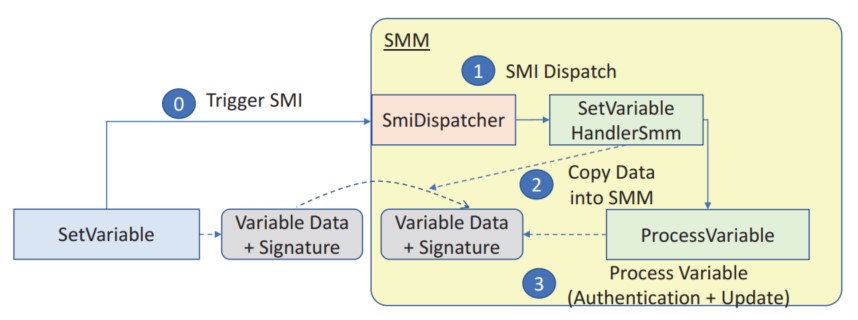 SMM
1 SMI Dispatch
0 Trigger SMI
SmiDispatcher
SetVariable
HandlerSmm
2 Copy Data
into SMM
SetVariable
Variable Data
+ Signature
Variable Data
+ Signature
ProcessVariable
3 Process Variable
(Authentication + Update)